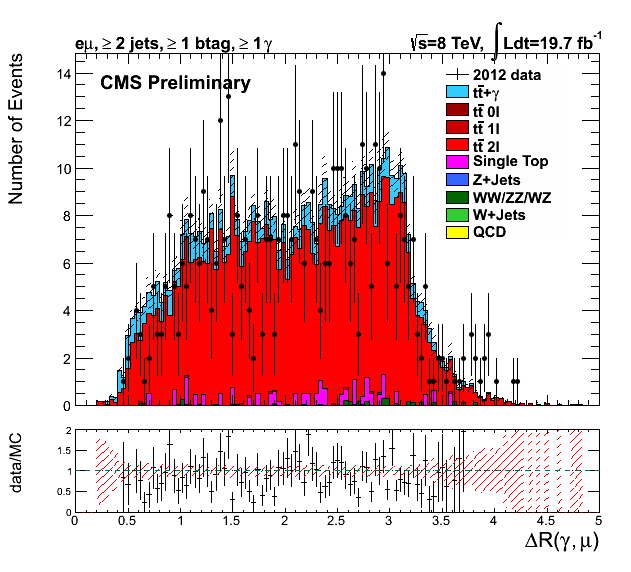 eμ, ≥ 2 jets, ≥ 1 btag, ≥ 1 γ
√s=8 TeV, ∫ Ldt=19.7 fb⁻¹
CMS Preliminary
Number of Events
14
12
10
8
6
4
2
0
2012 data
tt̄+γ
tt̄ 0l
tt̄ 1l
tt̄ 2l
Single Top
Z+Jets
WW/ZZ/WZ
W+Jets
QCD
data/MC
2
1.5
1
0.5
0
0 0.5 1 1.5 2 2.5 3 3.5 4 4.5 5
ΔR(γ, μ)